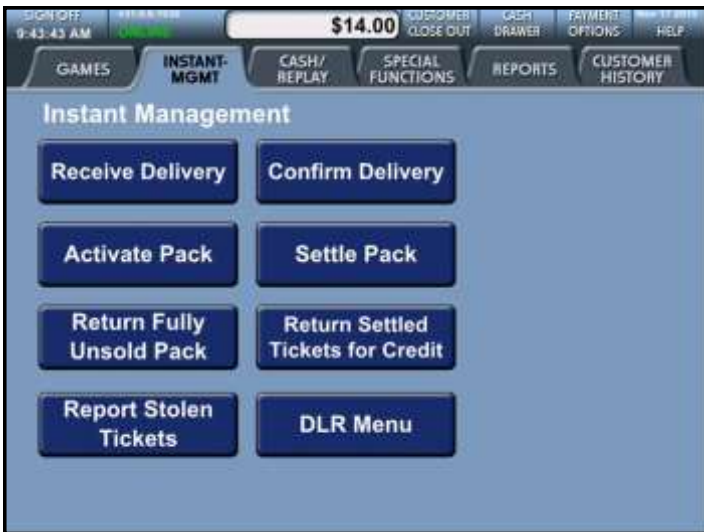 SIGN OFF
9:43:43 AM
ONLINE
$14.00
CUSTOMER
CLOSE OUT
CASH
DRAWER
PAYMENT
OPTIONS
HELP
GAMES
INSTANT-
MGMT
CASH/
REPLAY
SPECIAL
FUNCTIONS
REPORTS
CUSTOMER
HISTORY
Instant Management
Receive Delivery
Confirm Delivery
Activate Pack
Settle Pack
Return Fully
Unsold Pack
Return Settled
Tickets for Credit
Report Stolen
Tickets
DLR Menu